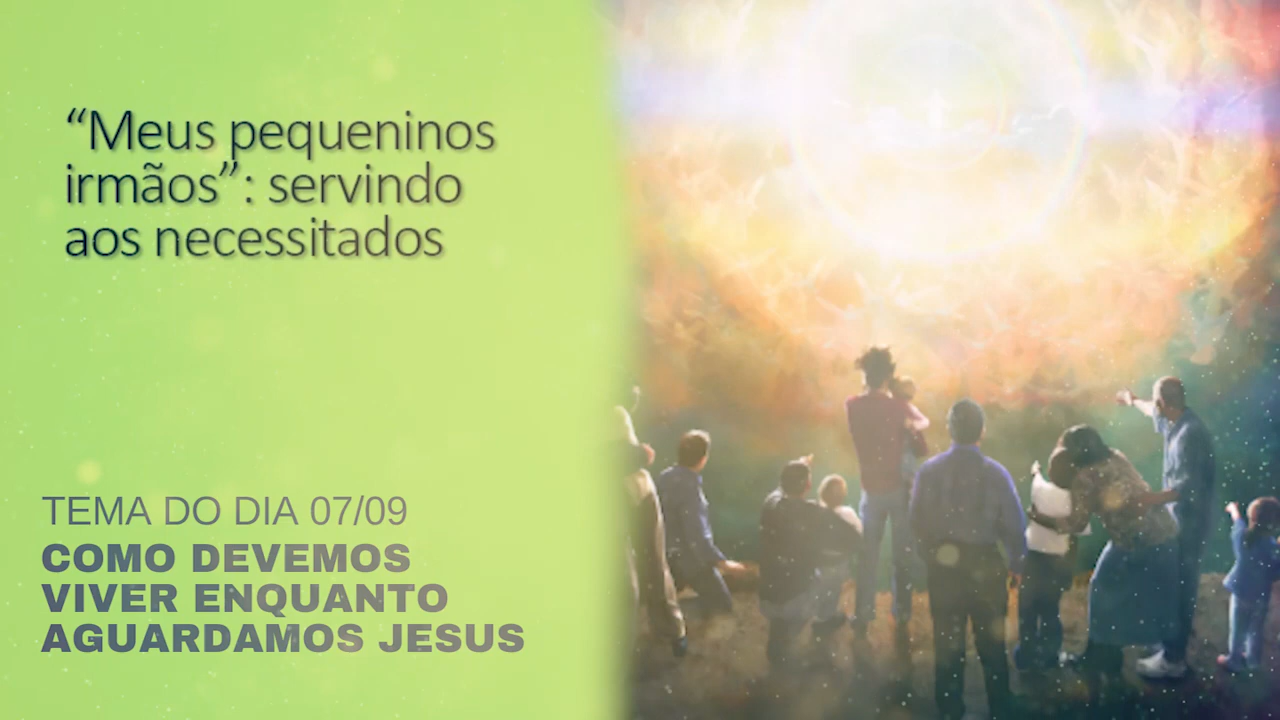 “Meus pequeninos
irmãos”: servindo
aos necessitados
TEMA DO DIA 07/09
COMO DEVEMOS
VIVER ENQUANTO
AGUARDAMOS JESUS